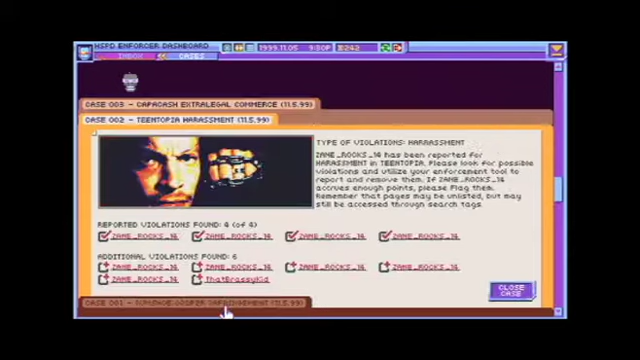 HSPD ENFORCER DASHBOARD
1999.11.05
9:00P
242
INBOX
CASES
CASE 003 - CAPACASH EXTRALEGAL COMMERCE (11.5.99)
CASE 002 - TEENTOPIA HARASSMENT (11.5.99)
TYPE OF VIOLATIONS: HARRASSMENT
ZANE_ROCKS_14 has been reported for
HARASSMENT in TEENTOPIA. Please look for possible
violations and utilize your enforcement tool to
report and remove them. If ZANE_ROCKS_14
accrues enough points, please flag them.
Remember that pages may be unlisted, but may
still be accessed through search tags.
REPORTED VIOLATIONS FOUND: 4 (of 4)
ZANE_ROCKS_14 ZANE_ROCKS_14 ZANE_ROCKS_14 ZANE_ROCKS_14
ADDITIONAL VIOLATIONS FOUND: 6
ZANE_ROCKS_14 ZANE_ROCKS_14 ZANE_ROCKS_14 ZANE_ROCKS_14
ZANE_ROCKS_14 ThatBrassyKid
CLOSE
CASE
CASE 001 - INFRINGEMENT (11.5.99)